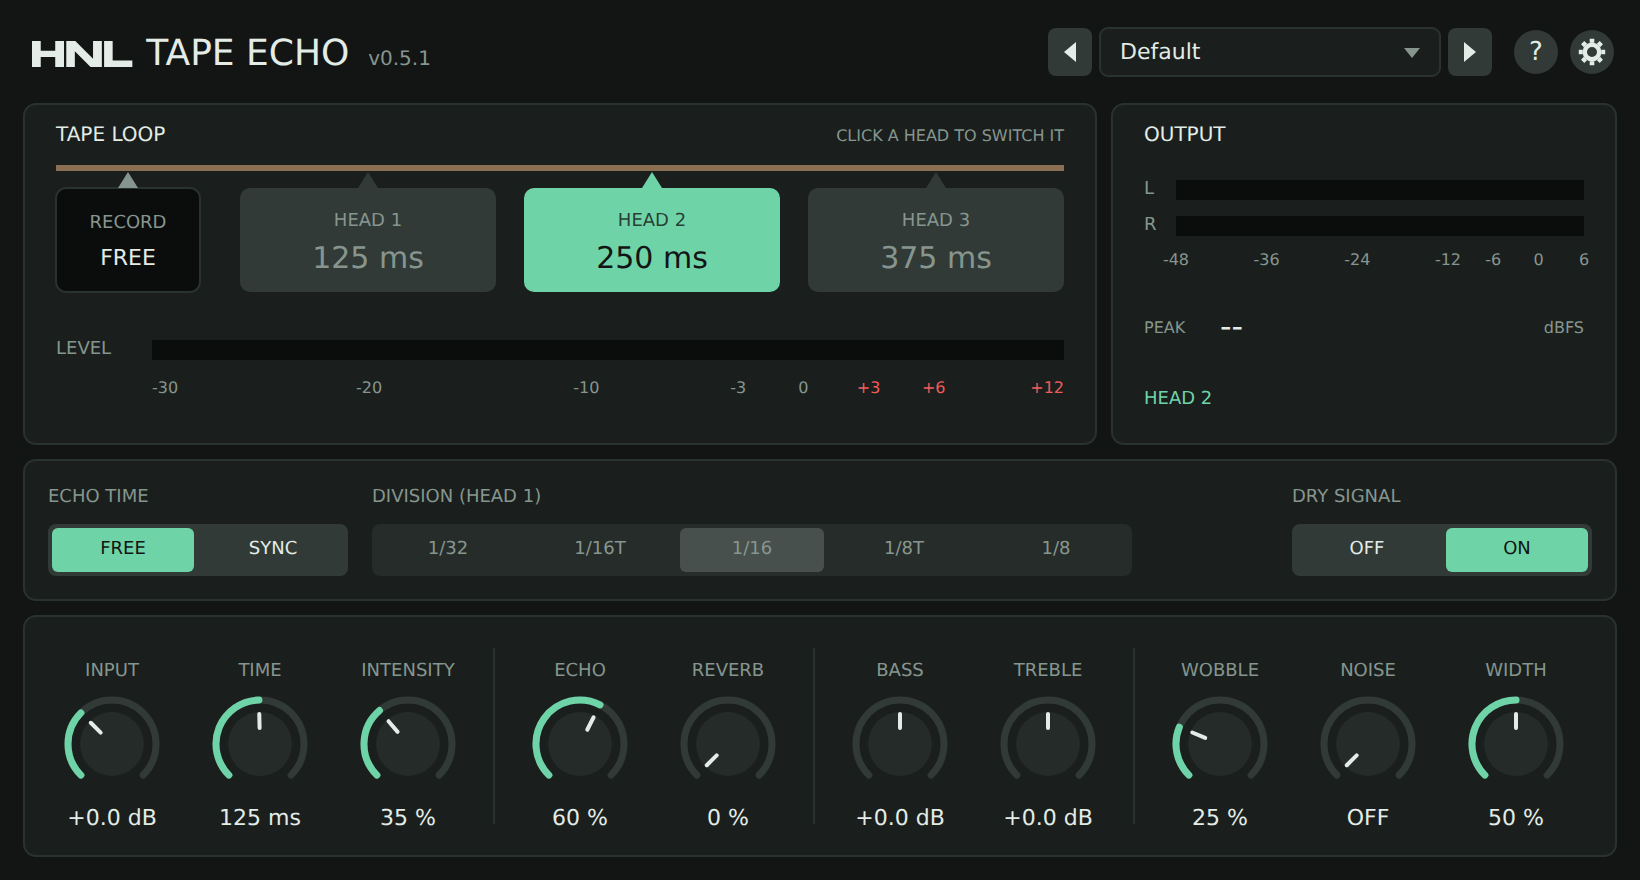 HNL TAPE ECHO v0.5.1
Default
?
TAPE LOOP
CLICK A HEAD TO SWITCH IT
RECORD
FREE
HEAD 1
125 ms
HEAD 2
250 ms
HEAD 3
375 ms
LEVEL
-30 -20 -10 -3 0 +3 +6 +12
OUTPUT
L
R
-48 -36 -24 -12 -6 0 6
PEAK -- dBFS
HEAD 2
ECHO TIME
FREE SYNC
DIVISION (HEAD 1)
1/32 1/16T 1/16 1/8T 1/8
DRY SIGNAL
OFF ON
INPUT TIME INTENSITY ECHO REVERB BASS TREBLE WOBBLE NOISE WIDTH
+0.0 dB 125 ms 35 % 60 % 0 % +0.0 dB +0.0 dB 25 % OFF 50 %